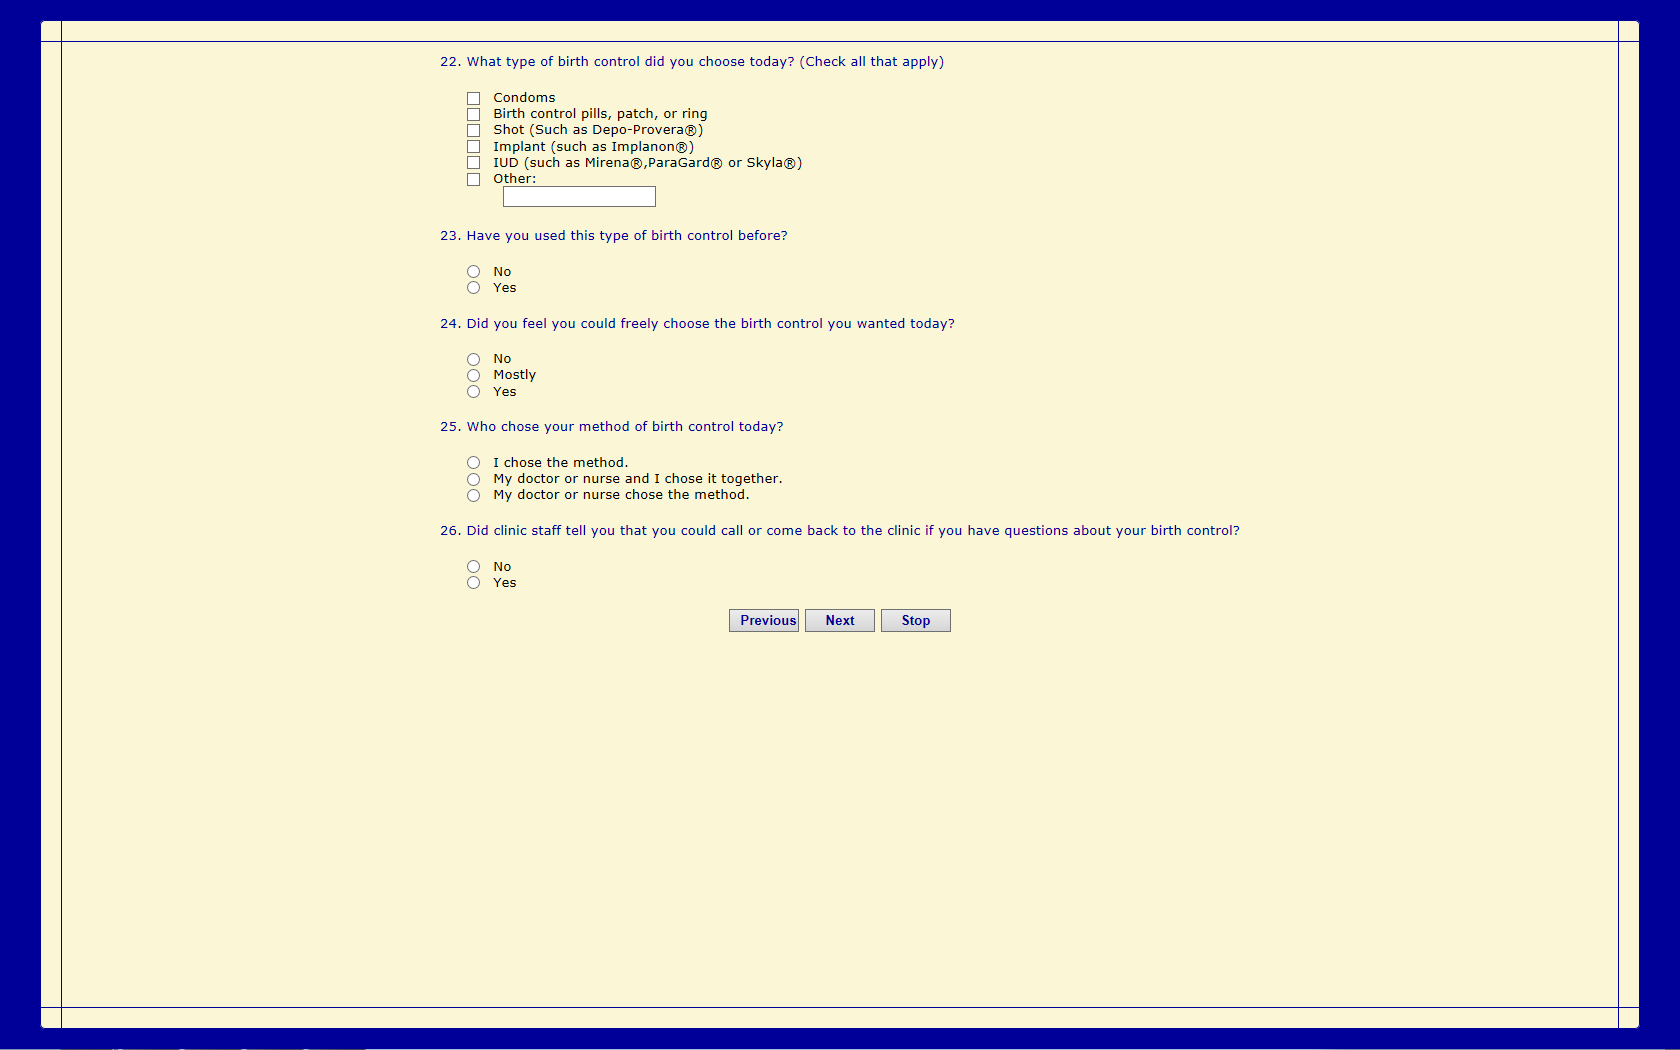 22. What type of birth control did you choose today? (Check all that apply)
Condoms
Birth control pills, patch, or ring
Shot (Such as Depo-Provera®)
Implant (such as Implanon®)
IUD (such as Mirena®,ParaGard® or Skyla®)
Other:
23. Have you used this type of birth control before?
No
Yes
24. Did you feel you could freely choose the birth control you wanted today?
No
Mostly
Yes
25. Who chose your method of birth control today?
I chose the method.
My doctor or nurse and I chose it together.
My doctor or nurse chose the method.
26. Did clinic staff tell you that you could call or come back to the clinic if you have questions about your birth control?
No
Yes
Previous Next Stop